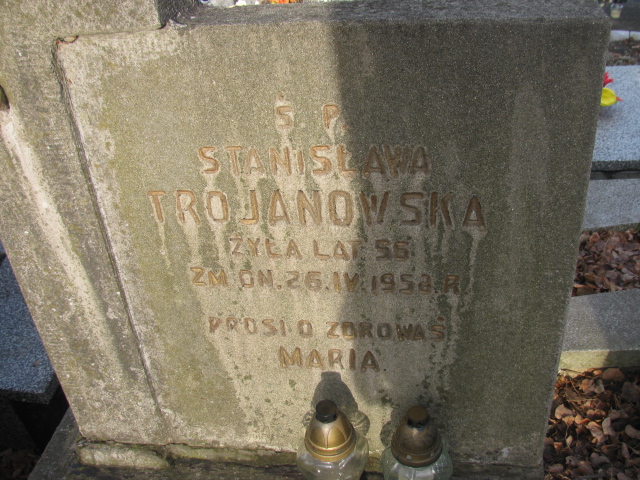 Ś. P.
STANISŁAWA
TROJANOWSKA
ŻYŁA LAT 55
ZM. DN. 26.IV.1958.R.
PROSI O ZDROWAŚ
MARIA